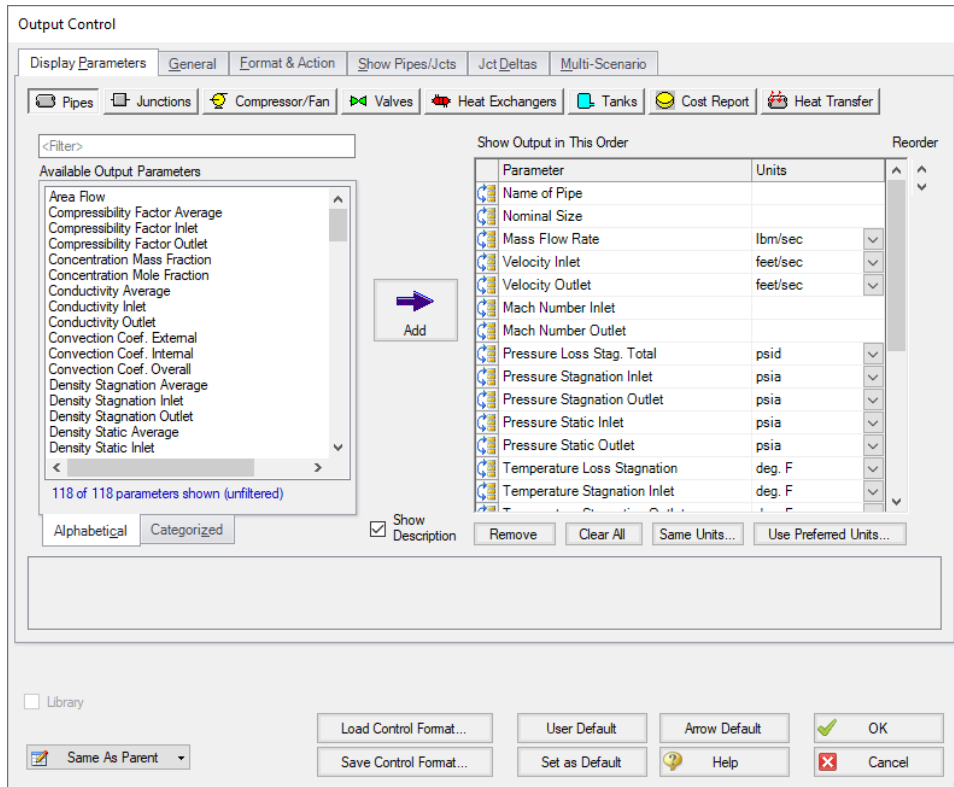 Output Control
Display Parameters General Format & Action Show Pipes/Jcts Jct Deltas Multi-Scenario
Pipes Junctions Compressor/Fan Valves Heat Exchangers Tanks Cost Report Heat Transfer
<Filter>
Available Output Parameters
Area Flow
Compressibility Factor Average
Compressibility Factor Inlet
Compressibility Factor Outlet
Concentration Mass Fraction
Concentration Mole Fraction
Conductivity Average
Conductivity Inlet
Conductivity Outlet
Convection Coef. External
Convection Coef. Internal
Convection Coef. Overall
Density Stagnation Average
Density Stagnation Inlet
Density Stagnation Outlet
Density Static Average
Density Static Inlet
118 of 118 parameters shown (unfiltered)
Alphabetical Categorized
Add
Show
Description
Show Output in This Order Reorder
Parameter Units
Name of Pipe
Nominal Size
Mass Flow Rate lbm/sec
Velocity Inlet feet/sec
Velocity Outlet feet/sec
Mach Number Inlet
Mach Number Outlet
Pressure Loss Stag. Total psid
Pressure Stagnation Inlet psia
Pressure Stagnation Outlet psia
Pressure Static Inlet psia
Pressure Static Outlet psia
Temperature Loss Stagnation deg. F
Temperature Stagnation Inlet deg. F
Remove Clear All Same Units... Use Preferred Units...
Library
Load Control Format... User Default Arrow Default OK
Same As Parent Save Control Format... Set as Default Help Cancel